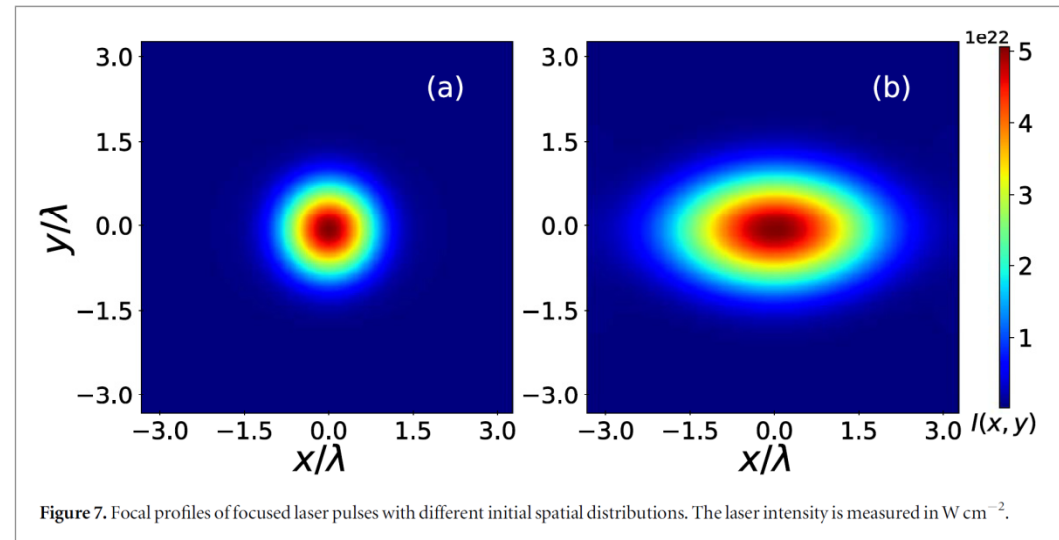 1e22
3.0
1.5
0.0
−1.5
−3.0
y/λ
(a)
−3.0 −1.5 0.0 1.5 3.0
x/λ
3.0
1.5
0.0
−1.5
−3.0
(b)
−3.0 −1.5 0.0 1.5 3.0
x/λ
5
4
3
2
1
I(x, y)
Figure 7. Focal profiles of focused laser pulses with different initial spatial distributions. The laser intensity is measured in W cm⁻².